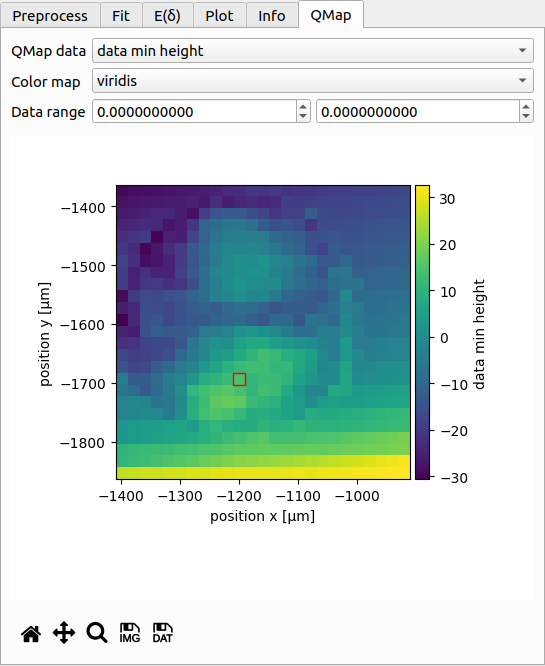 Preprocess Fit E(δ) Plot Info QMap
QMap data data min height
Color map viridis
Data range 0.0000000000 0.0000000000
−1400
−1500
−1600
−1700
−1800
position y [μm]
−1400 −1300 −1200 −1100 −1000
position x [μm]
30
20
10
0
−10
−20
−30
data min height
IMG DAT